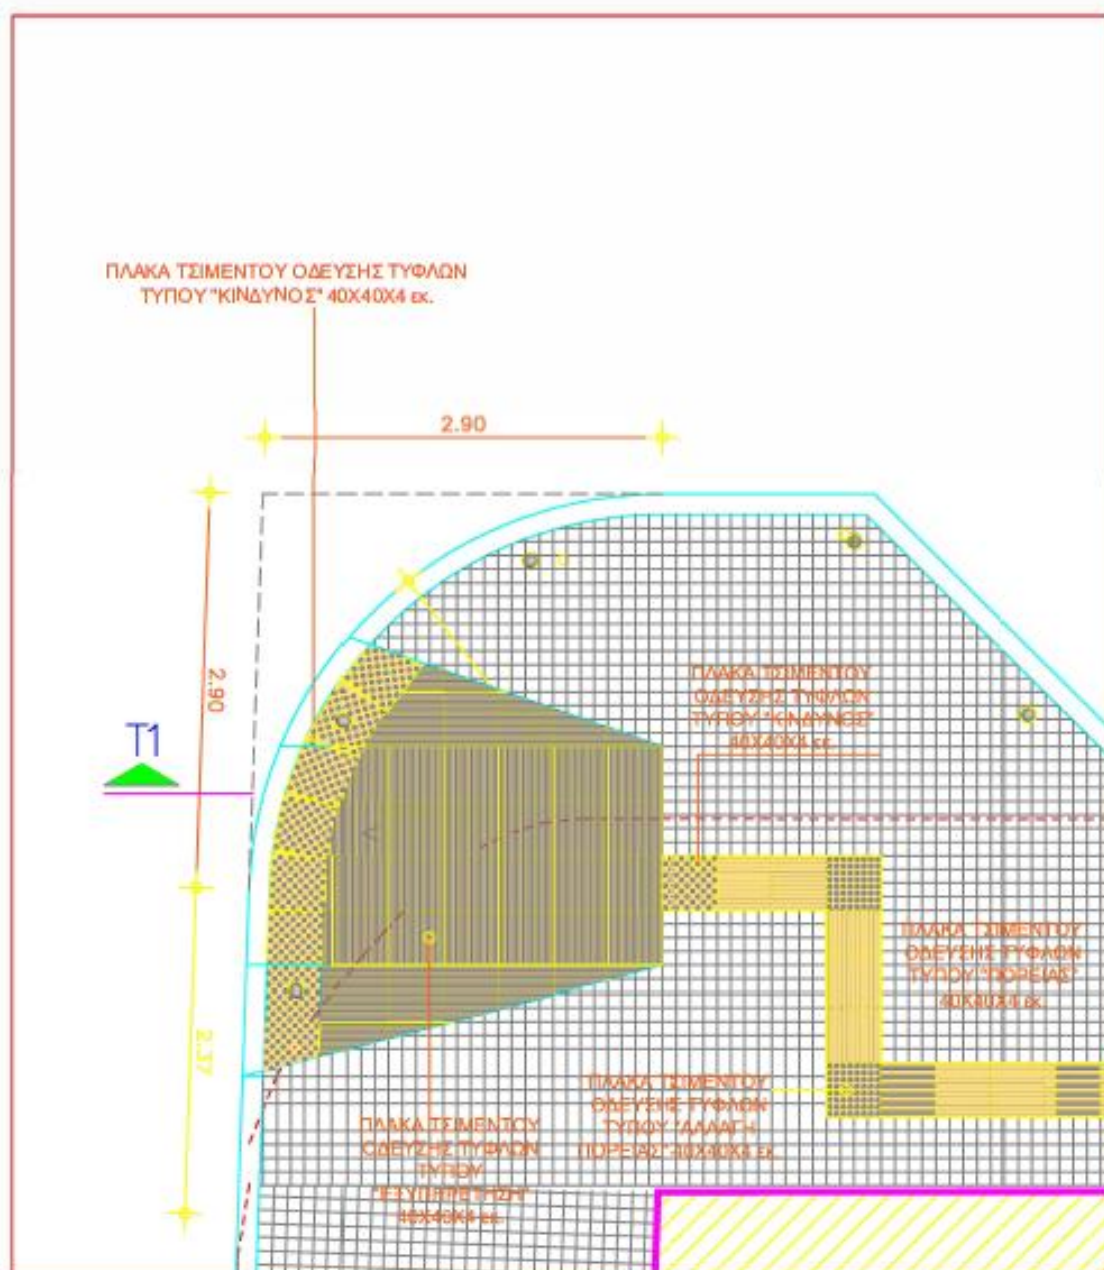 ΠΛΑΚΑ ΤΣΙΜΕΝΤΟΥ ΟΔΕΥΣΗΣ ΤΥΦΛΩΝ
ΤΥΠΟΥ "ΚΙΝΔΥΝΟΣ" 40Χ40Χ4 εκ.
2.90
2.90
T1
ΠΛΑΚΑ ΤΣΙΜΕΝΤΟΥ
ΟΔΕΥΣΗΣ ΤΥΦΛΩΝ
ΤΥΠΟΥ "ΚΙΝΔΥΝΟΣ"
40Χ40Χ4 εκ.
ΠΛΑΚΑ ΤΣΙΜΕΝΤΟΥ
ΟΔΕΥΣΗΣ ΤΥΦΛΩΝ
ΤΥΠΟΥ "ΠΟΡΕΙΑΣ"
40Χ40Χ4 εκ.
2.37
ΠΛΑΚΑ ΤΣΙΜΕΝΤΟΥ
ΟΔΕΥΣΗΣ ΤΥΦΛΩΝ
ΤΥΠΟΥ "ΑΛΛΑΓΗ
ΠΟΡΕΙΑΣ" 40Χ40Χ4 εκ.
ΠΛΑΚΑ ΤΣΙΜΕΝΤΟΥ
ΟΔΕΥΣΗΣ ΤΥΦΛΩΝ
ΤΥΠΟΥ
"ΕΞΥΠΗΡΕΤΗΣΗ"
40Χ40Χ4 εκ.